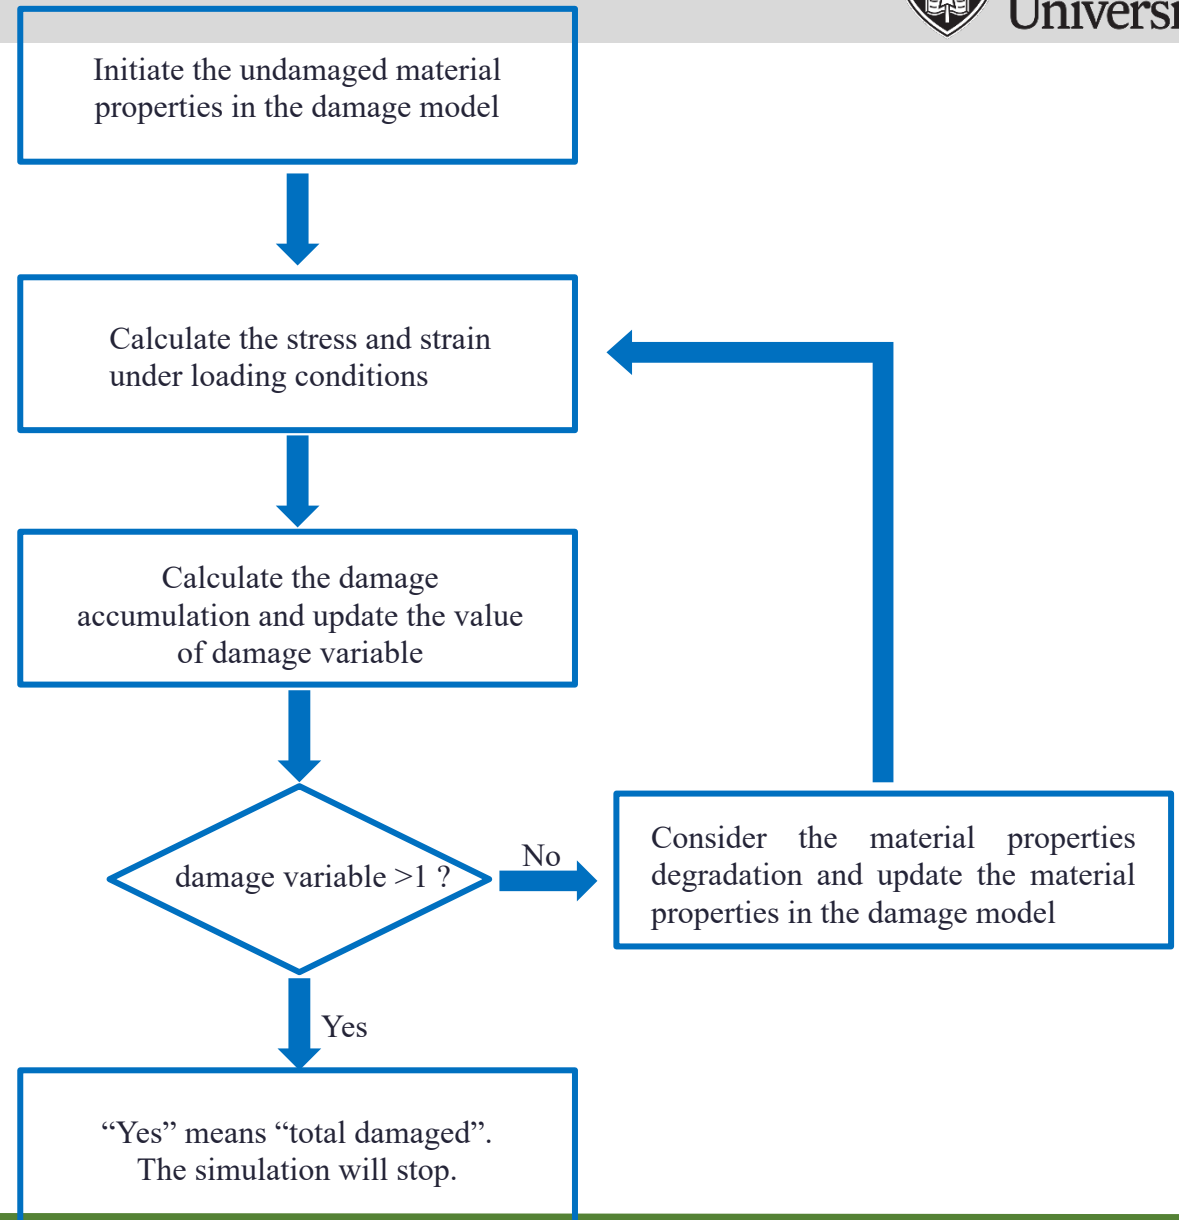 Initiate the undamaged material
properties in the damage model
Calculate the stress and strain
under loading conditions
Calculate the damage
accumulation and update the value
of damage variable
damage variable >1 ?
No
Consider the material properties
degradation and update the material
properties in the damage model
Yes
“Yes” means “total damaged”.
The simulation will stop.